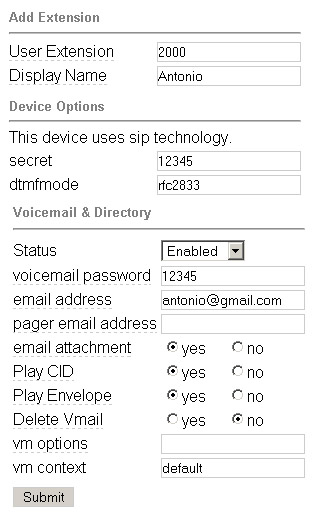 Add Extension
User Extension 2000
Display Name Antonio
Device Options
This device uses sip technology.
secret 12345
dtmfmode rfc2833
Voicemail & Directory
Status Enabled
voicemail password 12345
email address antonio@gmail.com
pager email address
email attachment yes no
Play CID yes no
Play Envelope yes no
Delete Vmail yes no
vm options
vm context default
Submit